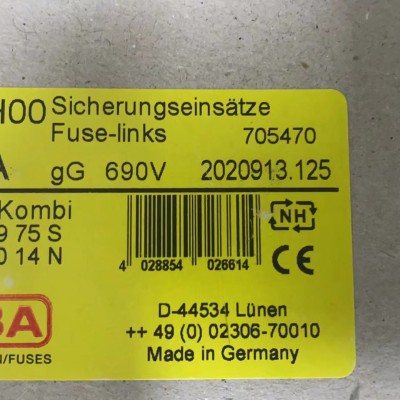 H00 Sicherungseinsätze
Fuse-links 705470
A gG 690V 2020913.125
Kombi
9 75 S
0 14 N
NH
4 028854 026614
CE
BA
N/FUSES
D-44534 Lünen
++ 49 (0) 02306-70010
Made in Germany